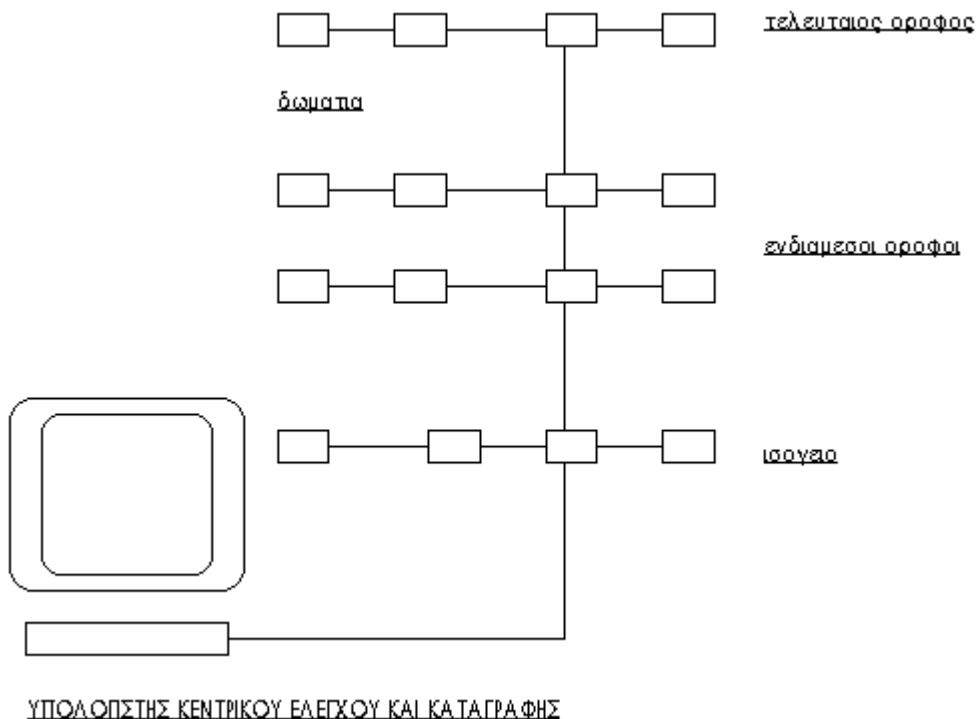 τελευταιος οροφος
δωματια
ενδιαμεσοι οροφοι
ισογειο
ΥΠΟΛΟΓΙΣΤΗΣ ΚΕΝΤΡΙΚΟΥ ΕΛΕΓΧΟΥ ΚΑΙ ΚΑΤΑΓΡΑΦΗΣ